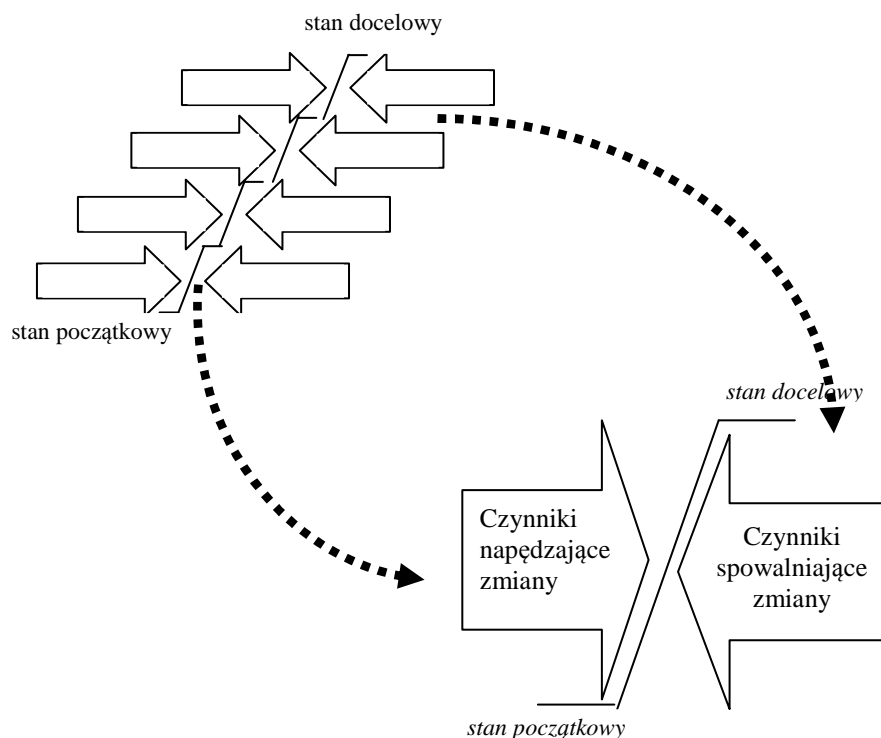 stan docelowy
stan początkowy
stan docelowy
Czynniki
napędzające
zmiany
Czynniki
spowalniające
zmiany
stan początkowy